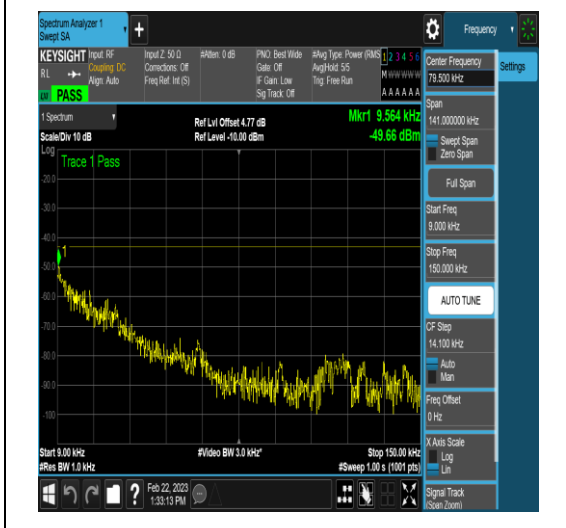 Spectrum Analyzer 1
Swept SA
+
Frequency
KEYSIGHT
Input: RF
Coupling: DC
Align: Auto
Input Z: 50 Ω
Corrections: Off
Freq Ref: Int (S)
#Atten: 0 dB
PNO: Best Wide
Gate: Off
IF Gain: Low
Sig Track: Off
#Avg Type: Power (RMS
Avg|Hold: 5/5
Trig: Free Run
1 2 3 4 5 6
M W W W W W
A A A A A A
RL
PASS
1 Spectrum
Scale/Div 10 dB
Ref Lvl Offset 4.77 dB
Ref Level -10.00 dBm
Mkr1 9.564 kHz
-49.66 dBm
Log
Trace 1 Pass
-20.0
-30.0
-40.0
-50.0
-60.0
-70.0
-80.0
-90.0
-100
1
Start 9.00 kHz
#Res BW 1.0 kHz
#Video BW 3.0 kHz*
Stop 150.00 kHz
#Sweep 1.00 s (1001 pts)
?
Feb 22, 2023
1:33:13 PM
Center Frequency
79.500 kHz
Settings
Span
141.000000 kHz
Swept Span
Zero Span
Full Span
Start Freq
9.000 kHz
Stop Freq
150.000 kHz
AUTO TUNE
CF Step
14.100 kHz
Auto
Man
Freq Offset
0 Hz
X Axis Scale
Log
Lin
Signal Track
(Span Zoom)